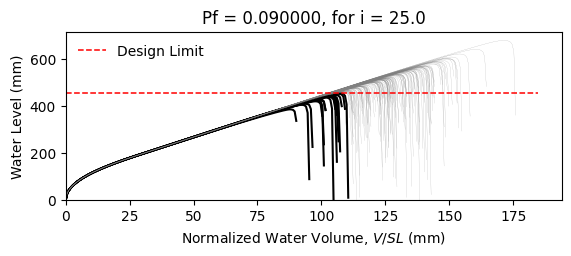 Pf = 0.090000, for i = 25.0
Water Level (mm)
600
400
200
0
Design Limit
0 25 50 75 100 125 150 175
Normalized Water Volume, V/SL (mm)